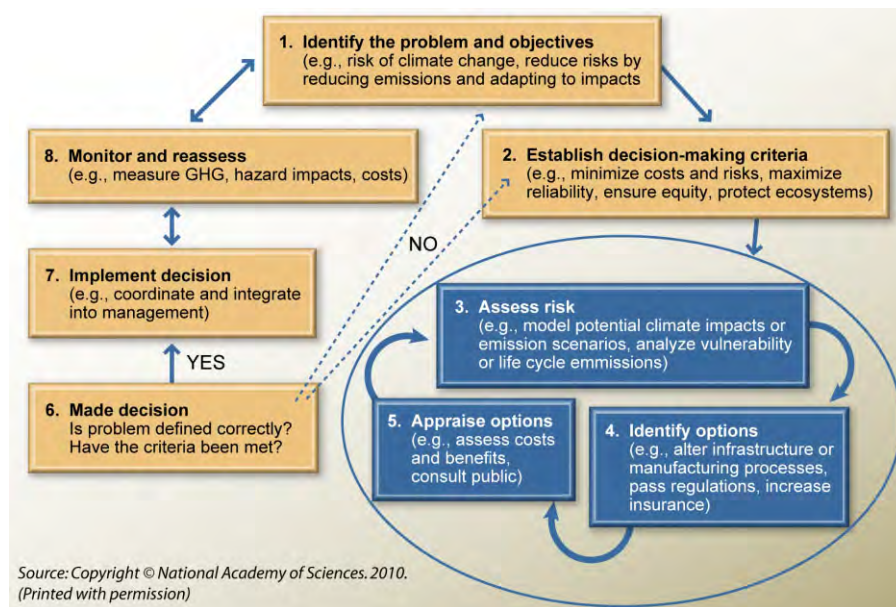 1. Identify the problem and objectives
(e.g., risk of climate change, reduce risks by
reducing emissions and adapting to impacts
8. Monitor and reassess
(e.g., measure GHG, hazard impacts, costs)
2. Establish decision-making criteria
(e.g., minimize costs and risks, maximize
reliability, ensure equity, protect ecosystems)
NO
7. Implement decision
(e.g., coordinate and integrate
into management)
3. Assess risk
(e.g., model potential climate impacts or
emission scenarios, analyze vulnerability
or life cycle emmissions)
YES
6. Made decision
Is problem defined correctly?
Have the criteria been met?
5. Appraise options
(e.g., assess costs
and benefits,
consult public)
4. Identify options
(e.g., alter infrastructure or
manufacturing processes,
pass regulations, increase
insurance)
Source: Copyright © National Academy of Sciences. 2010.
(Printed with permission)